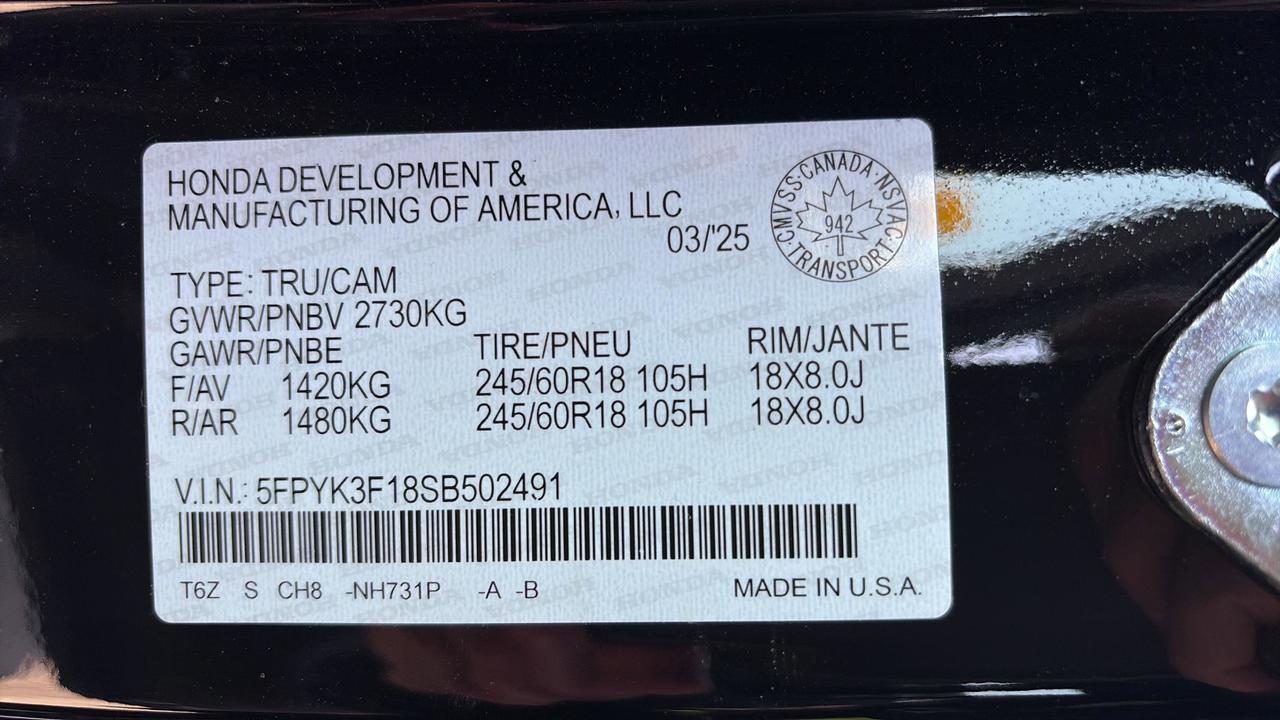 HONDA DEVELOPMENT &
MANUFACTURING OF AMERICA, LLC
03/'25
CMVSS·CANADA·NSVAC·TRANSPORT·
942
TYPE: TRU/CAM
GVWR/PNBV 2730KG
GAWR/PNBE TIRE/PNEU RIM/JANTE
F/AV 1420KG 245/60R18 105H 18X8.0J
R/AR 1480KG 245/60R18 105H 18X8.0J
V.I.N.: 5FPYK3F18SB502491
T6Z S CH8 -NH731P -A -B MADE IN U.S.A.